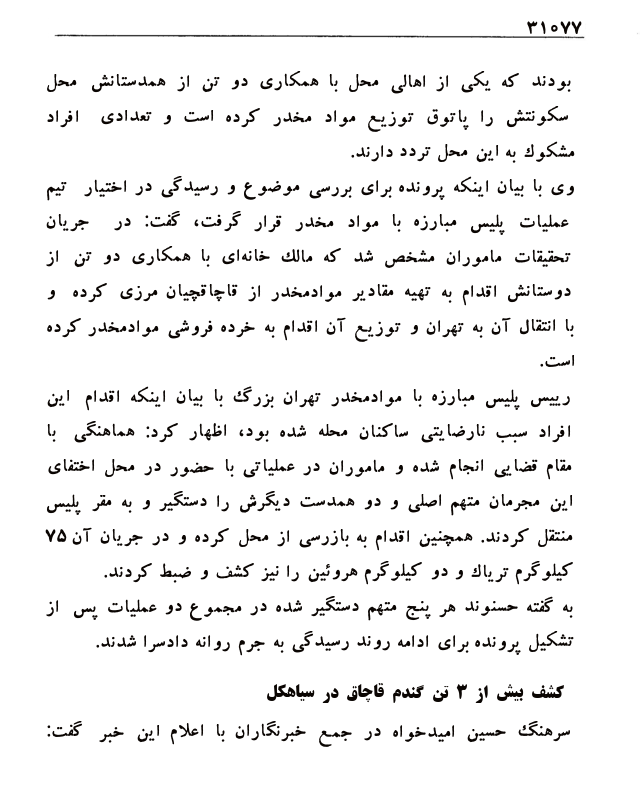 ۳۱۰۷۷
بودند که یکی از اهالی محل با همکاری دو تن از همدستانش محل
سکونتش را پاتوق توزیع مواد مخدر کرده است و تعدادی افراد
مشکوك به این محل تردد دارند.
وی با بیان اینکه پرونده برای بررسی موضوع و رسیدگی در اختیار تیم
عملیات پلیس مبارزه با مواد مخدر قرار گرفت، گفت: در جریان
تحقیقات ماموران مشخص شد که مالك خانه‌ای با همکاری دو تن از
دوستانش اقدام به تهیه مقادیر موادمخدر از قاچاقچیان مرزی کرده و
با انتقال آن به تهران و توزیع آن اقدام به خرده فروشی موادمخدر کرده
است.
رییس پلیس مبارزه با موادمخدر تهران بزرگ با بیان اینکه اقدام این
افراد سبب نارضایتی ساکنان محله شده بود، اظهار کرد: هماهنگی با
مقام قضایی انجام شده و ماموران در عملیاتی با حضور در محل اختفای
این مجرمان متهم اصلی و دو همدست دیگرش را دستگیر و به مقر پلیس
منتقل کردند. همچنین اقدام به بازرسی از محل کرده و در جریان آن ۷۵
کیلوگرم تریاك و دو کیلوگرم هروئین را نیز کشف و ضبط کردند.
به گفته حسنوند هر پنج متهم دستگیر شده در مجموع دو عملیات پس از
تشکیل پرونده برای ادامه روند رسیدگی به جرم روانه دادسرا شدند.
کشف بیش از ۳ تن گندم قاچاق در سیاهکل
سرهنگ حسین امیدخواه در جمع خبرنگاران با اعلام این خبر گفت: